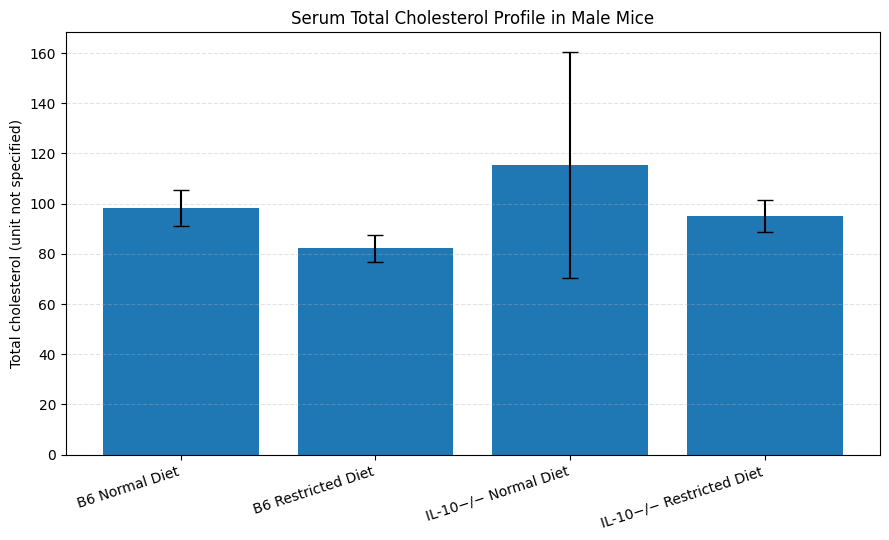 Serum Total Cholesterol Profile in Male Mice
Total cholesterol (unit not specified)
160
140
120
100
80
60
40
20
0
B6 Normal Diet
B6 Restricted Diet
IL-10−/− Normal Diet
IL-10−/− Restricted Diet